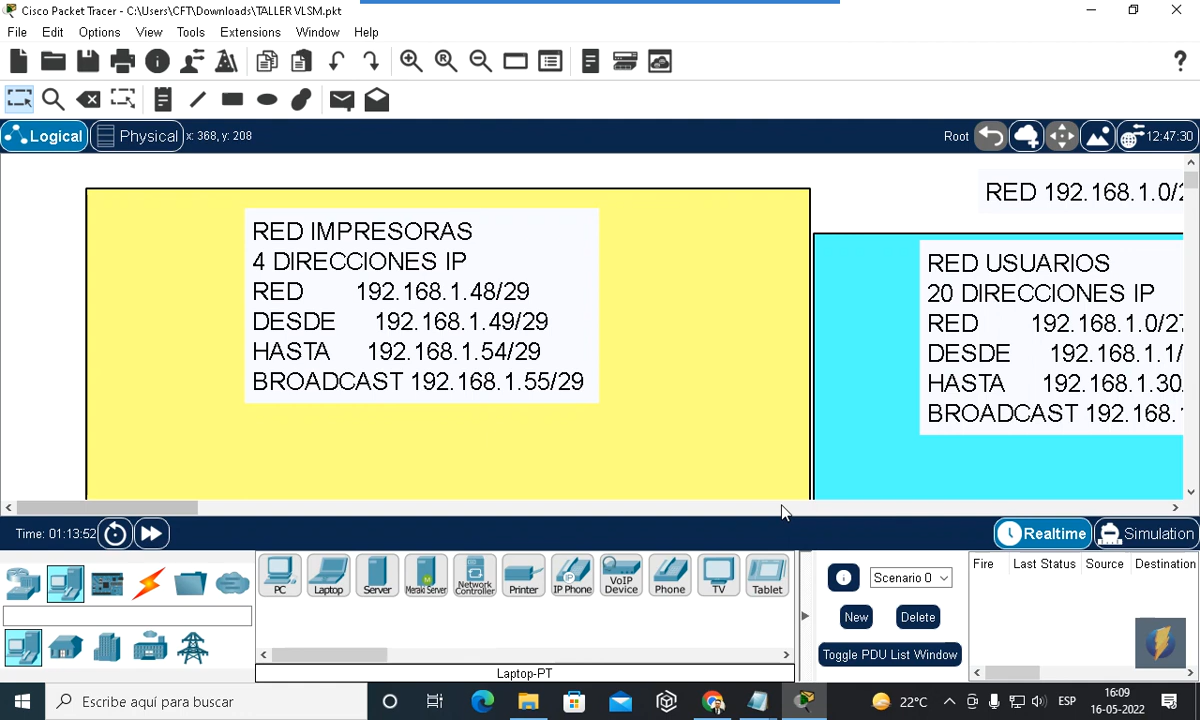 Cisco Packet Tracer - C:\Users\CFT\Downloads\TALLER VLSM.pkt
File Edit Options View Tools Extensions Window Help
Logical Physical x: 368, y: 208 Root 12:47:30
RED 192.168.1.0/2
RED IMPRESORAS
4 DIRECCIONES IP
RED 192.168.1.48/29
DESDE 192.168.1.49/29
HASTA 192.168.1.54/29
BROADCAST 192.168.1.55/29
RED USUARIOS
20 DIRECCIONES IP
RED 192.168.1.0/27
DESDE 192.168.1.1/
HASTA 192.168.1.30/
BROADCAST 192.168.
Time: 01:13:52 Realtime Simulation
PC Laptop Server Meraki Server Network Controller Printer IP Phone VoIP Device Phone TV Tablet
Scenario 0
New Delete
Toggle PDU List Window
Fire Last Status Source Destination
Laptop-PT
Escribe aquí para buscar
22°C ESP 16:09
16-05-2022